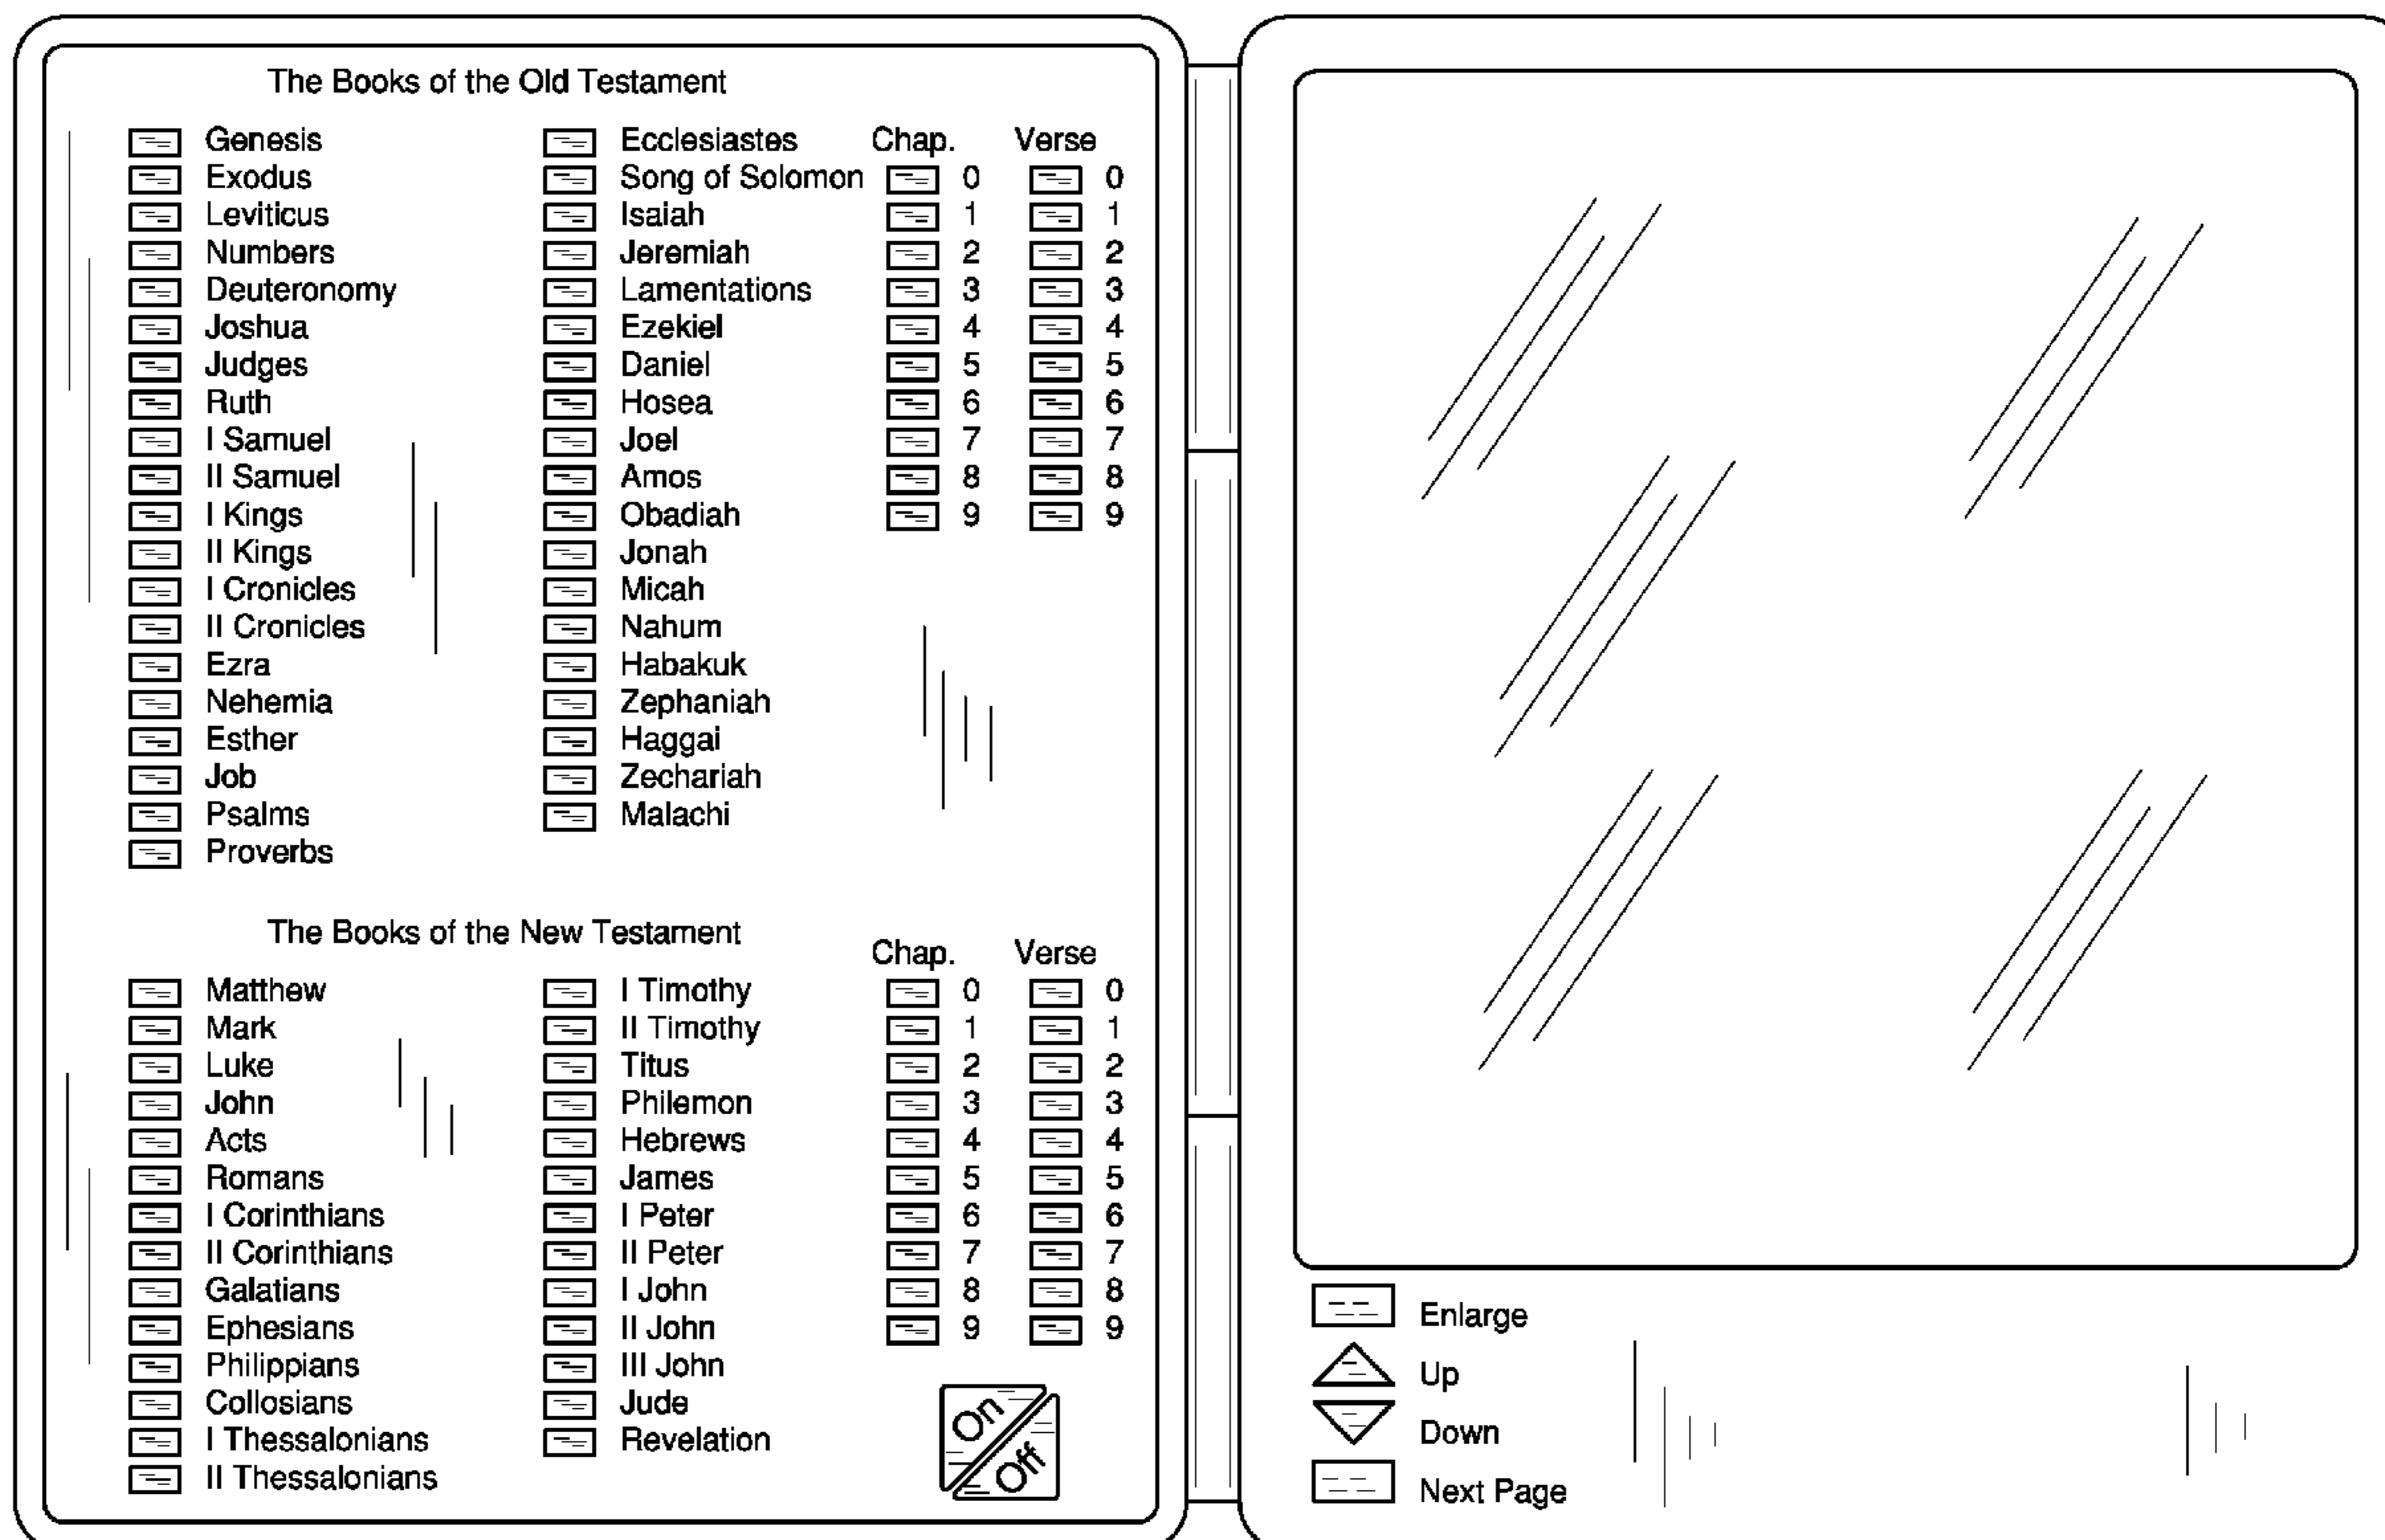 The Books of the Old Testament
Genesis Ecclesiastes Chap. Verse
Exodus Song of Solomon 0 0
Leviticus Isaiah 1 1
Numbers Jeremiah 2 2
Deuteronomy Lamentations 3 3
Joshua Ezekiel 4 4
Judges Daniel 5 5
Ruth Hosea 6 6
I Samuel Joel 7 7
II Samuel Amos 8 8
I Kings Obadiah 9 9
II Kings Jonah
I Cronicles Micah
II Cronicles Nahum
Ezra Habakuk
Nehemia Zephaniah
Esther Haggai
Job Zechariah
Psalms Malachi
Proverbs
The Books of the New Testament
Chap. Verse
Matthew I Timothy 0 0
Mark II Timothy 1 1
Luke Titus 2 2
John Philemon 3 3
Acts Hebrews 4 4
Romans James 5 5
I Corinthians I Peter 6 6
II Corinthians II Peter 7 7
Galatians I John 8 8
Ephesians II John 9 9
Philippians III John
Collosians Jude
I Thessalonians Revelation
II Thessalonians
On
Off
Enlarge
Up
Down
Next Page